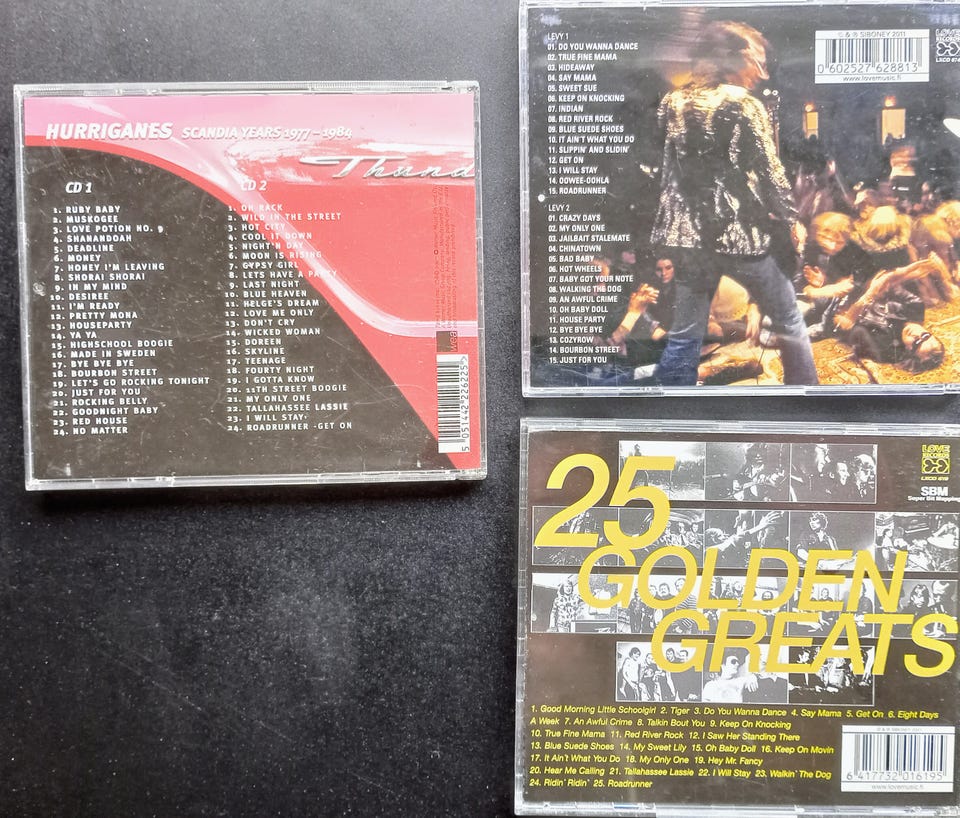 HURRIGANES SCANDIA YEARS 1977-1984
Thund
CD 1
1. RUBY BABY
2. MUSKOGEE
3. LOVE POTION NO. 9
4. SHANANDOAH
5. DEADLINE
6. MONEY
7. HONEY I'M LEAVING
8. SHORAI SHORAI
9. IN MY MIND
10. DESIREE
11. I'M READY
12. PRETTY MONA
13. HOUSEPARTY
14. YA YA
15. HIGHSCHOOL BOOGIE
16. MADE IN SWEDEN
17. BYE BYE BYE
18. BOURBON STREET
19. LET'S GO ROCKING TONIGHT
20. JUST FOR YOU
21. ROCKING BELLY
22. GOODNIGHT BABY
23. RED HOUSE
24. NO MATTER
CD 2
1. OH RACK
2. WILD IN THE STREET
3. HOT CITY
4. COOL IT DOWN
5. NIGHT'N DAY
6. MOON IS RISING
7. GYPSY GIRL
8. LETS HAVE A PARTY
9. LAST NIGHT
10. BLUE HEAVEN
11. HELGE'S DREAM
12. LOVE ME ONLY
13. DON'T CRY
14. WICKED WOMAN
15. DOREEN
16. SKYLINE
17. TEENAGE
18. FOURTY NIGHT
19. I GOTTA KNOW
20. 11TH STREET BOOGIE
21. MY ONLY ONE
22. TALLAHASSEE LASSIE
23. I WILL STAY
24. ROADRUNNER -GET ON
wea
5 051442 226225
LEVY 1
01. DO YOU WANNA DANCE
02. TRUE FINE MAMA
03. HIDEAWAY
04. SAY MAMA
05. SWEET SUE
06. KEEP ON KNOCKING
07. INDIAN
08. RED RIVER ROCK
09. BLUE SUEDE SHOES
10. IT AIN'T WHAT YOU DO
11. SLIPPIN' AND SLIDIN'
12. GET ON
13. I WILL STAY
14. OOWEE-OOHLA
15. ROADRUNNER
LEVY 2
01. CRAZY DAYS
02. MY ONLY ONE
03. JAILBAIT STALEMATE
04. CHINATOWN
05. BAD BABY
06. HOT WHEELS
07. BABY GOT YOUR NOTE
08. WALKING THE DOG
09. AN AWFUL CRIME
10. OH BABY DOLL
11. HOUSE PARTY
12. BYE BYE BYE
13. COZYROW
14. BOURBON STREET
15. JUST FOR YOU
© & ℗ SIBONEY 2011
0 602527 628813
www.lovemusic.fi
LOVE
RECORDS
LXCD 674
25
GOLDEN
GREATS
LOVE
RECORDS
LXCD 619
SBM
Super Bit Mapping
1. Good Morning Little Schoolgirl 2. Tiger 3. Do You Wanna Dance 4. Say Mama 5. Get On 6. Eight Days
A Week 7. An Awful Crime 8. Talkin Bout You 9. Keep On Knocking
10. True Fine Mama 11. Red River Rock 12. I Saw Her Standing There
13. Blue Suede Shoes 14. My Sweet Lily 15. Oh Baby Doll 16. Keep On Movin
17. It Ain't What You Do 18. My Only One 19. Hey Mr. Fancy
20. Hear Me Calling 21. Tallahassee Lassie 22. I Will Stay 23. Walkin' The Dog
24. Ridin' Ridin' 25. Roadrunner
© & ℗ SIBONEY 2011
6 417732 016195
www.lovemusic.fi